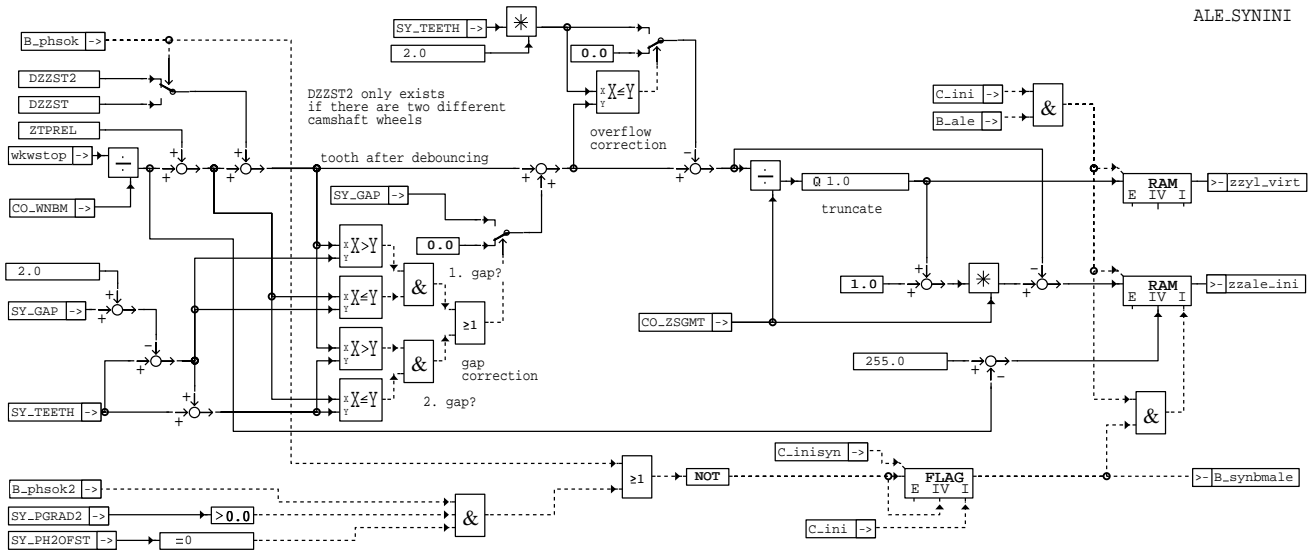 ALE_SYNINI
SY_TEETH ->
*
2.0
0.0
B_phsok ->
DZZST2
DZZST
ZTPREL
wkwstop ->
÷
CO_WNBM ->
DZZST2 only exists
if there are two different
camshaft wheels
X X≤Y
Y
overflow
correction
C_ini ->
B_ale ->
&
tooth after debouncing
÷
Q 1.0
truncate
RAM
E IV I
>- zzyl_virt
SY_GAP ->
0.0
X X>Y
Y
&
1. gap?
X X≤Y
Y
≥1
2.0
SY_GAP ->
1.0
*
RAM
E IV I
>- zzale_ini
CO_ZSGMT ->
X X>Y
Y
&
gap
correction
X X≤Y
Y
2. gap?
255.0
SY_TEETH ->
&
C_inisyn ->
≥1
NOT
FLAG
E IV I
>- B_synbmale
B_phsok2 ->
SY_PGRAD2 ->
>0.0
&
SY_PH2OFST ->
=0
C_ini ->